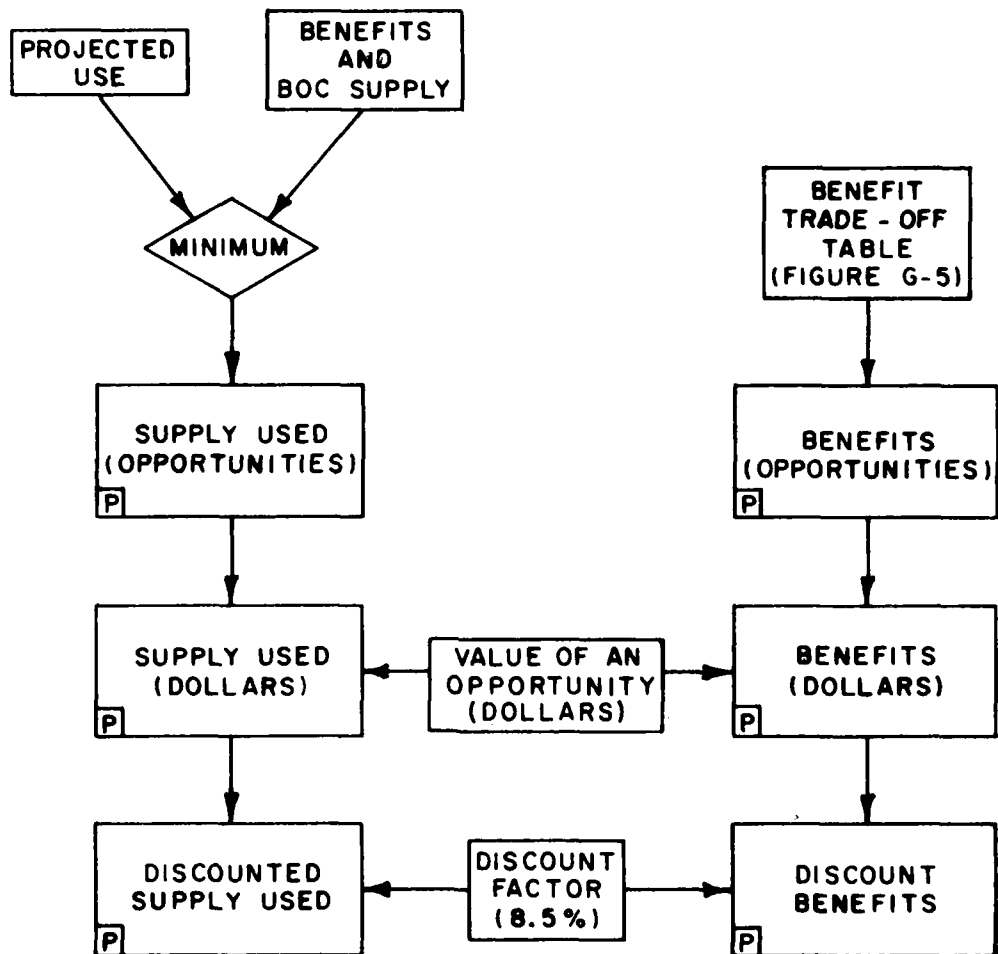 PROJECTED
USE
BENEFITS
AND
BOC SUPPLY
MINIMUM
BENEFIT
TRADE - OFF
TABLE
(FIGURE G-5)
SUPPLY USED
(OPPORTUNITIES)
P
BENEFITS
(OPPORTUNITIES)
P
SUPPLY USED
(DOLLARS)
P
VALUE OF AN
OPPORTUNITY
(DOLLARS)
BENEFITS
(DOLLARS)
P
DISCOUNTED
SUPPLY USED
P
DISCOUNT
FACTOR
(8.5%)
DISCOUNT
BENEFITS
P